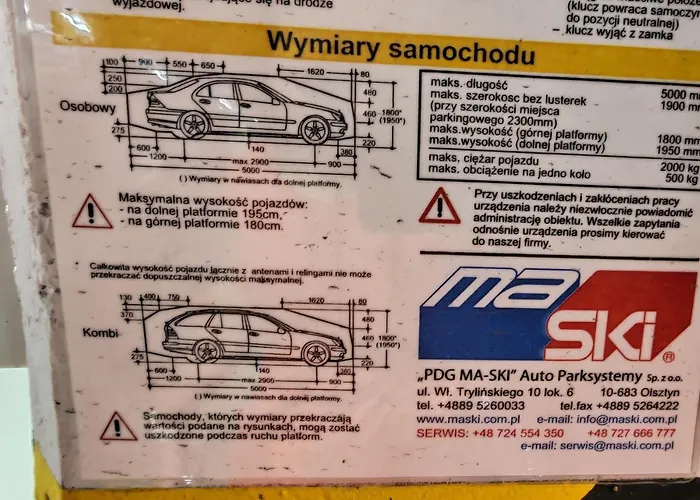 wyjazdowej.
się na drodze
(klucz powraca samoczyn
do pozycji neutralnej)
– klucz wyjąć z zamka
Wymiary samochodu
Osobowy
100 900 550 650 1620 80
250
200
480
460 1800*
(1950*)
275
220
600 140 380
1200 max 2900 900
5000
( ) Wymiary w nawiasach dla dolnej platformy.
maks. długość 5000 mm
maks. szerokosc bez lusterek 1900 mm
(przy szerokości miejsca
parkingowego 2300mm)
maks.wysokość (górnej platformy) 1800 mm
maks.wysokość (dolnej platformy) 1950 mm
maks, ciężar pojazdu 2000 kg
maks. obciążenie na jedno koło 500 kg
Maksymalna wysokość pojazdów:
- na dolnej platformie 195cm,
- na górnej platformie 180cm.
Przy uszkodzeniach i zakłóceniach pracy
urządzenia należy niezwłocznie powiadomić
administrację obiektu. Wszelkie zapytania
odnośnie urządzenia prosimy kierować
do naszej firmy.
Całkowita wysokość pojazdu łącznie z antenami i relingami nie może
przekraczać dopuszczalnej wysokości maksymalnej.
Kombi
130 400 750 1620 80
370
480
460 1800*
(1950*)
275
220
600 140 380
1200 max 2900 900
5000
( ) Wymiary w nawiasach dla dolnej platformy.
Samochody, których wymiary przekraczają
wartości podane na rysunkach, mogą zostać
uszkodzone podczas ruchu platform.
ma
SKi ®
„PDG MA-SKI” Auto Parksystemy Sp. z o.o.
ul. Wł. Trylińskiego 10 lok. 6 10-683 Olsztyn
tel. +4889 5260033 tel.fax +4889 5264222
www.maski.com.pl e-mail: info@maski.com.pl
SERWIS: +48 724 554 350 +48 727 666 777
e-mail: serwis@maski.com.pl